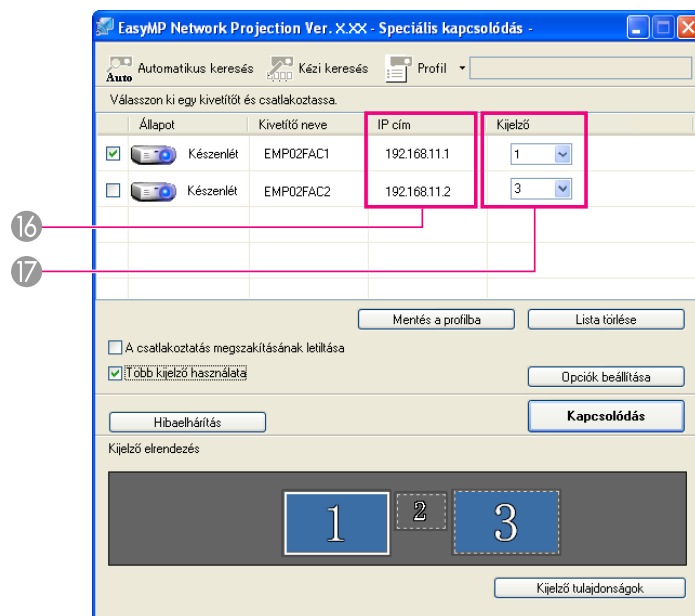 EasyMP Network Projection Ver. X.XX - Speciális kapcsolódás -
Auto Automatikus keresés Kézi keresés Profil
Válasszon ki egy kivetítőt és csatlakoztassa.
Állapot Kivetítő neve IP cím Kijelző
Készenlét EMP02FAC1 192.168.11.1 1
Készenlét EMP02FAC2 192.168.11.2 3
16
17
Mentés a profilba Lista törlése
A csatlakoztatás megszakításának letiltása
Több kijelző használata Opciók beállítása
Hibaelhárítás Kapcsolódás
Kijelző elrendezés
1 2 3
Kijelző tulajdonságok